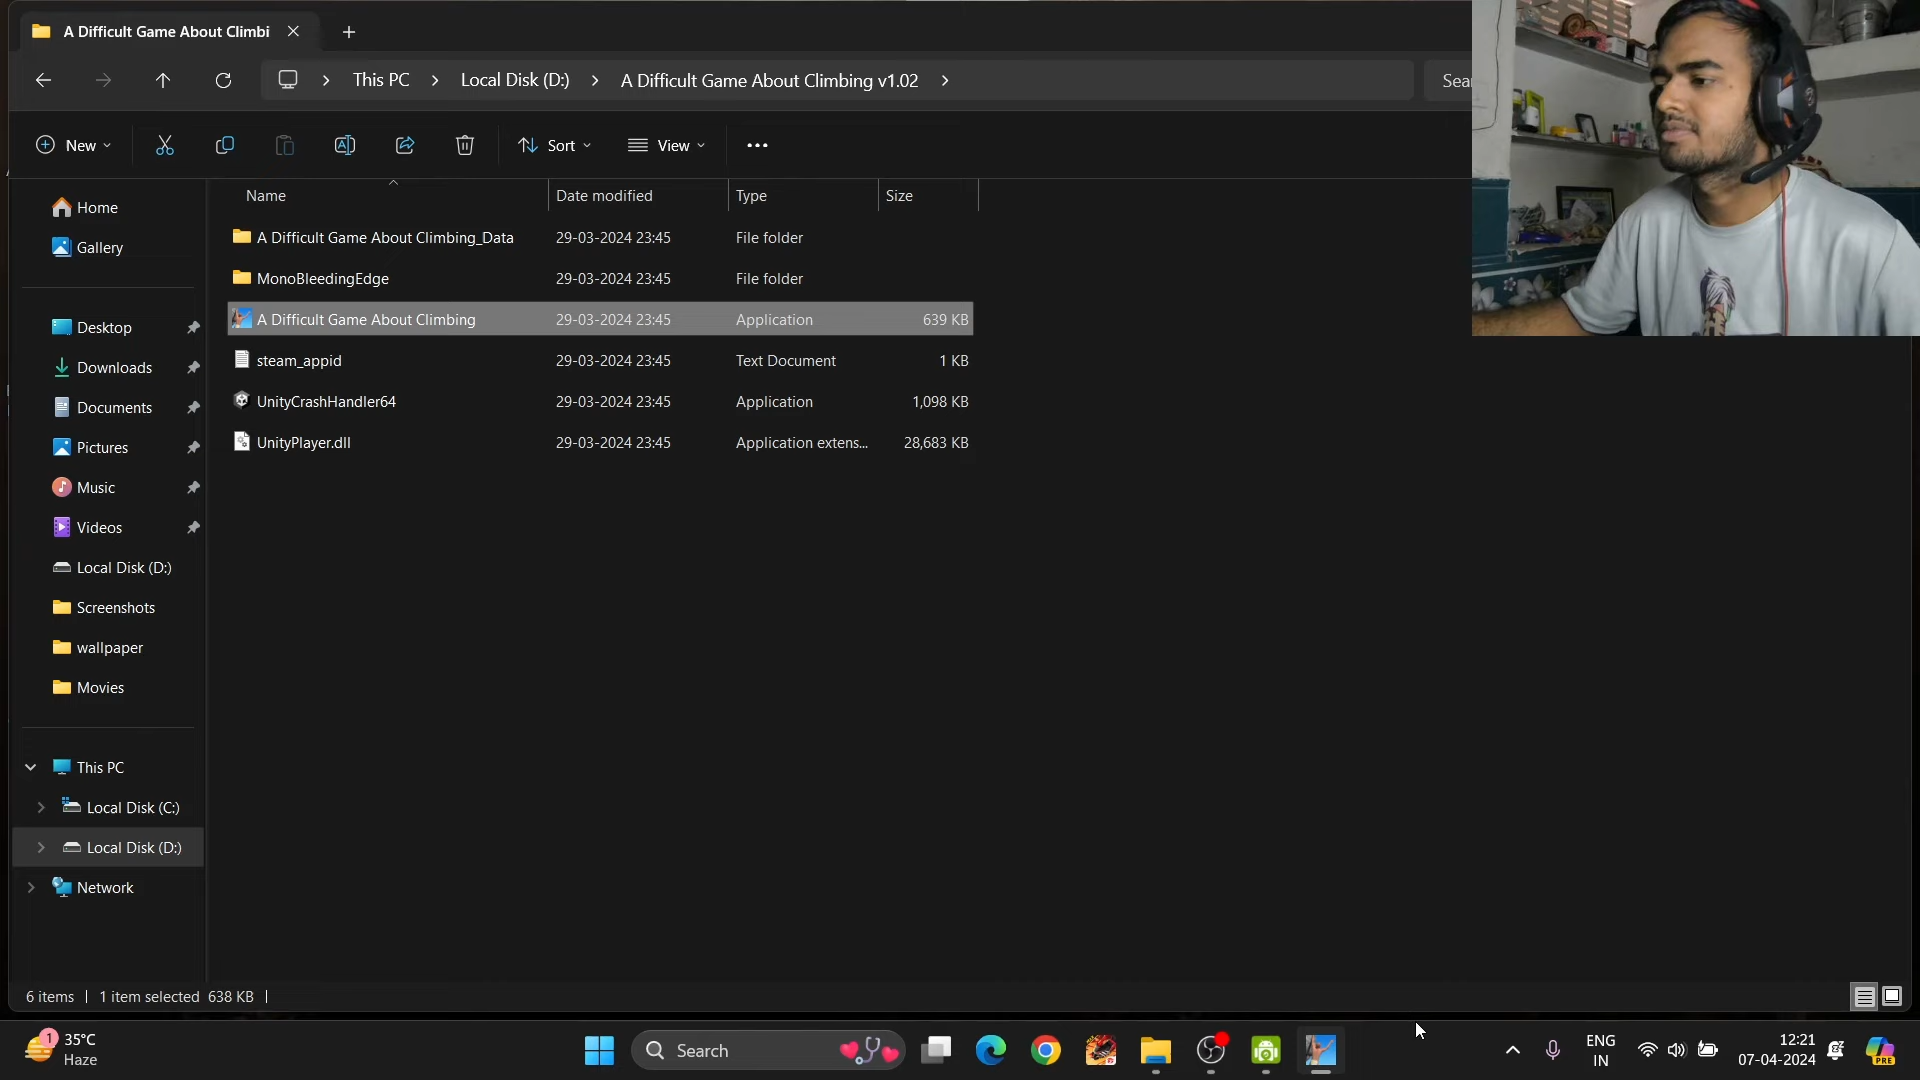 A Difficult Game About Climbi
This PC > Local Disk (D:) > A Difficult Game About Climbing v1.02 >
Sea
New
Sort
View
Name Date modified Type Size
A Difficult Game About Climbing_Data 29-03-2024 23:45 File folder
MonoBleedingEdge 29-03-2024 23:45 File folder
A Difficult Game About Climbing 29-03-2024 23:45 Application 639 KB
steam_appid 29-03-2024 23:45 Text Document 1 KB
UnityCrashHandler64 29-03-2024 23:45 Application 1,098 KB
UnityPlayer.dll 29-03-2024 23:45 Application extens... 28,683 KB
Home
Gallery
Desktop
Downloads
Documents
Pictures
Music
Videos
Local Disk (D:)
Screenshots
wallpaper
Movies
This PC
Local Disk (C:)
Local Disk (D:)
Network
6 items | 1 item selected 638 KB |
1
35°C
Haze
Search
ENG
IN
12:21
07-04-2024
PRE